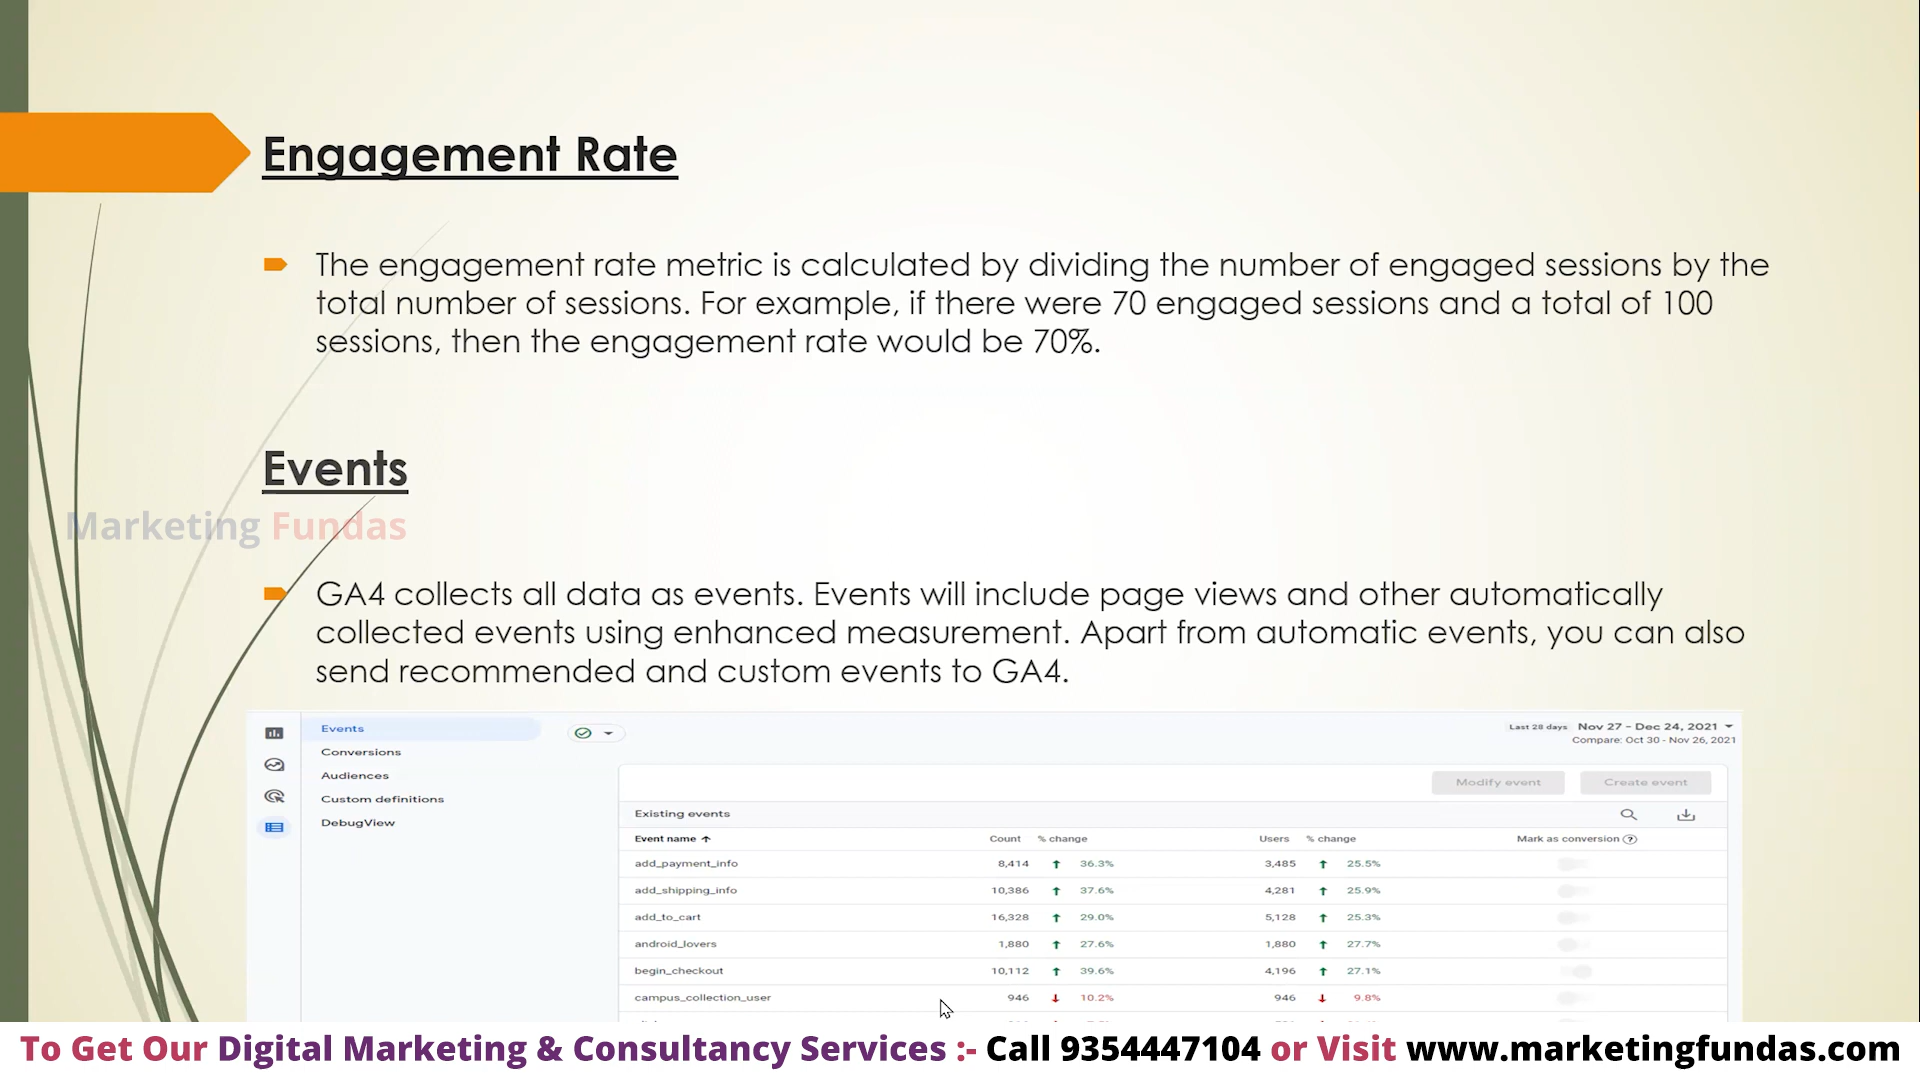 Engagement Rate
The engagement rate metric is calculated by dividing the number of engaged sessions by the
total number of sessions. For example, if there were 70 engaged sessions and a total of 100
sessions, then the engagement rate would be 70%.
Events
Marketing Fundas
GA4 collects all data as events. Events will include page views and other automatically
collected events using enhanced measurement. Apart from automatic events, you can also
send recommended and custom events to GA4.
Events
Conversions
Audiences
Custom definitions
DebugView
Last 28 days Nov 27 - Dec 24, 2021
Compare: Oct 30 - Nov 26, 2021
Modify event Create event
Existing events
Event name ↑ Count % change Users % change Mark as conversion ?
add_payment_info 8,414 ↑ 36.3% 3,485 ↑ 25.5%
add_shipping_info 10,386 ↑ 37.6% 4,281 ↑ 25.9%
add_to_cart 16,328 ↑ 29.0% 5,128 ↑ 25.3%
android_lovers 1,880 ↑ 27.6% 1,880 ↑ 27.7%
begin_checkout 10,112 ↑ 39.6% 4,196 ↑ 27.1%
campus_collection_user 946 ↓ 10.2% 946 ↓ 9.8%
To Get Our Digital Marketing & Consultancy Services :- Call 9354447104 or Visit www.marketingfundas.com